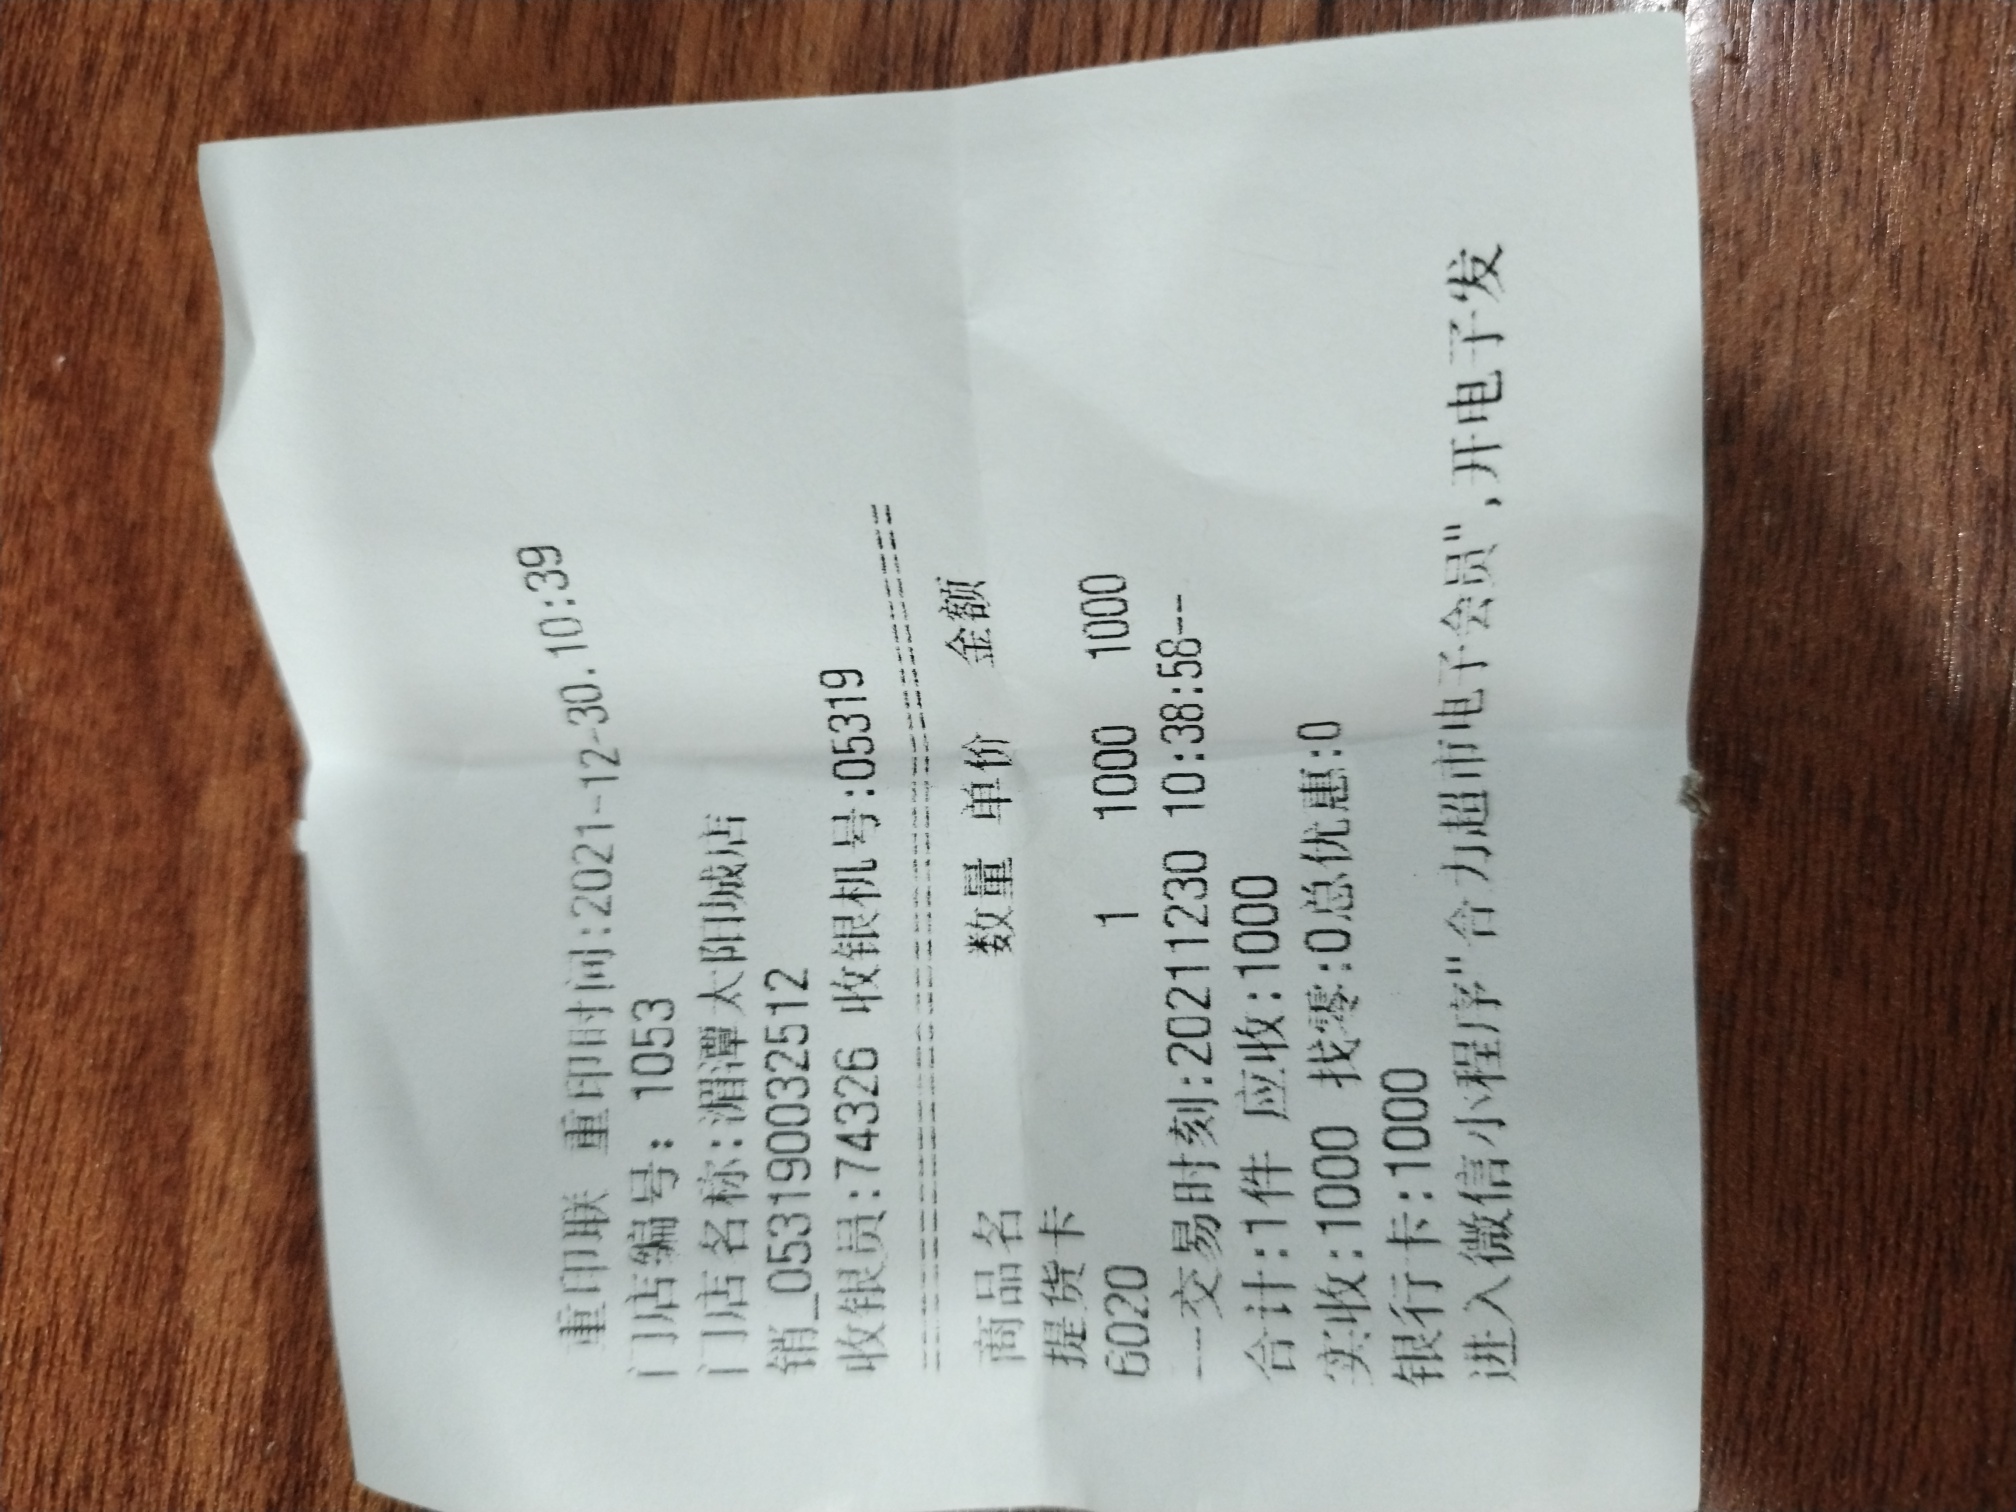 重印联 重印时间:2021-12-30.10:39
门店编号: 1053
门店名称:湄潭太阳城店
销_0531900032512
收银员:74326 收银机号:05319
================================
商品名 数量 单价 金额
提货卡
6020 1 1000 1000
---交易时刻:20211230 10:38:58--
合计:1件 应收:1000
实收:1000 找零:0总优惠:0
银行卡:1000
进入微信小程序"合力超市电子会员",开电子发